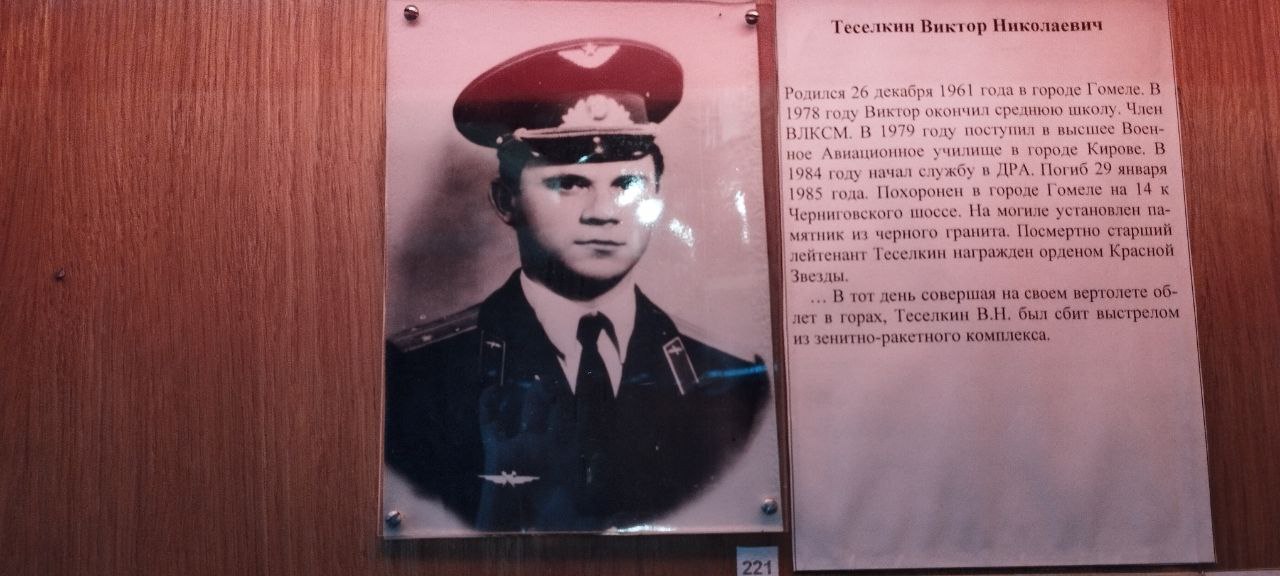 Теселкин Виктор Николаевич
Родился 26 декабря 1961 года в городе Гомеле. В
1978 году Виктор окончил среднюю школу. Член
ВЛКСМ. В 1979 году поступил в высшее Воен-
ное Авиационное училище в городе Кирове. В
1984 году начал службу в ДРА. Погиб 29 января
1985 года. Похоронен в городе Гомеле на 14 к
Черниговского шоссе. На могиле установлен па-
мятник из черного гранита. Посмертно старший
лейтенант Теселкин награжден орденом Красной
Звезды.
… В тот день совершая на своем вертолете об-
лет в горах, Теселкин В.Н. был сбит выстрелом
из зенитно-ракетного комплекса.
221